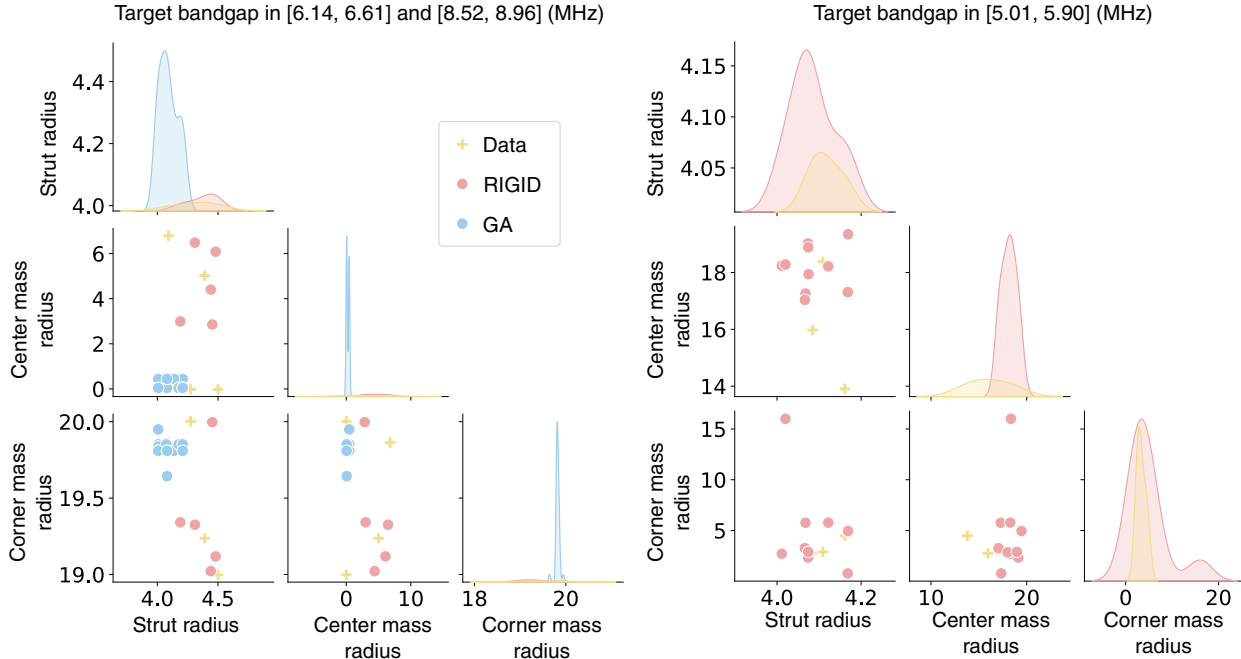 Target bandgap in [6.14, 6.61] and [8.52, 8.96] (MHz)
Target bandgap in [5.01, 5.90] (MHz)
Strut radius
4.4
4.2
4.0
Data
RIGID
GA
Strut radius
4.15
4.10
4.05
Center mass
radius
6
4
2
0
Center mass
radius
18
16
14
Corner mass
radius
20.0
19.5
19.0
Corner mass
radius
15
10
5
4.0
4.5
0
10
18
20
4.0
4.2
10
20
0
20
Strut radius
Center mass
radius
Corner mass
radius
Strut radius
Center mass
radius
Corner mass
radius